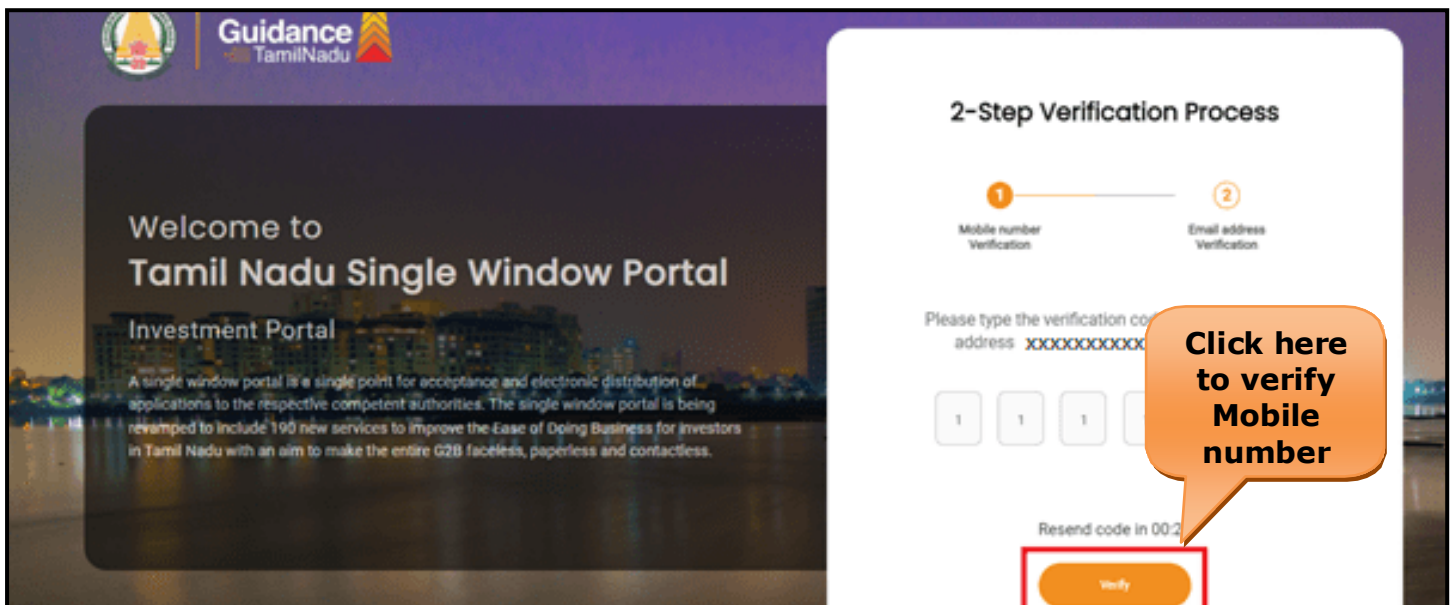 Guidance
TamilNadu
Welcome to
Tamil Nadu Single Window Portal
Investment Portal
A single window portal is a single point for acceptance and electronic distribution of
applications to the respective competent authorities. The single window portal is being
revamped to include 190 new services to improve the Ease of Doing Business for investors
in Tamil Nadu with an aim to make the entire G2B faceless, paperless and contactless.
2-Step Verification Process
1
2
Mobile number
Verification
Email address
Verification
Please type the verification
address xxxxxxxxxxx
1 1 1
Click here
to verify
Mobile
number
Resend code in 00:2
Verify